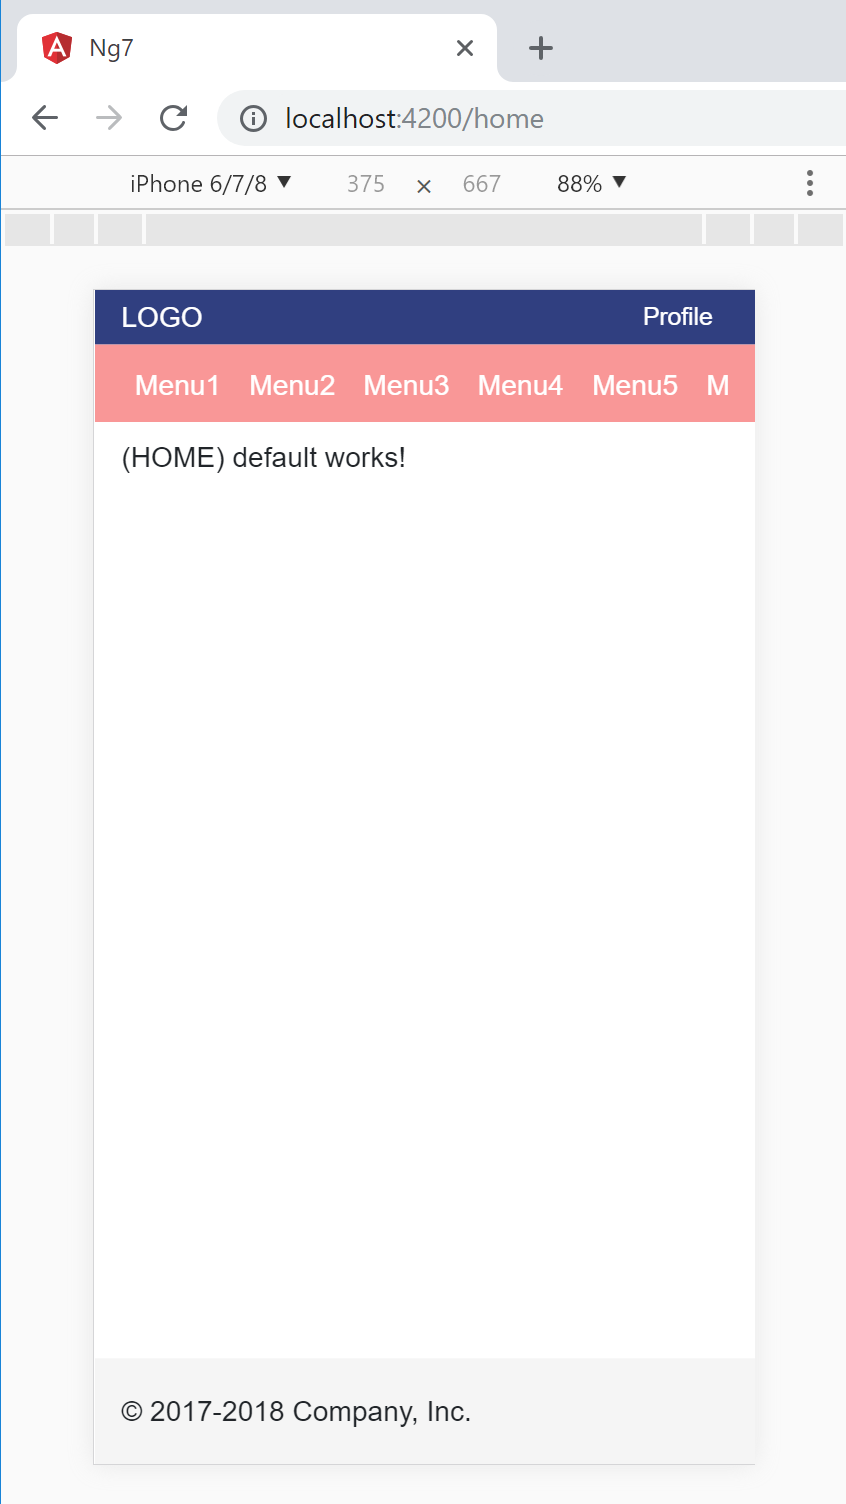 Ng7
localhost:4200/home
iPhone 6/7/8 375 × 667 88%
LOGO Profile
Menu1 Menu2 Menu3 Menu4 Menu5 M
(HOME) default works!
© 2017-2018 Company, Inc.